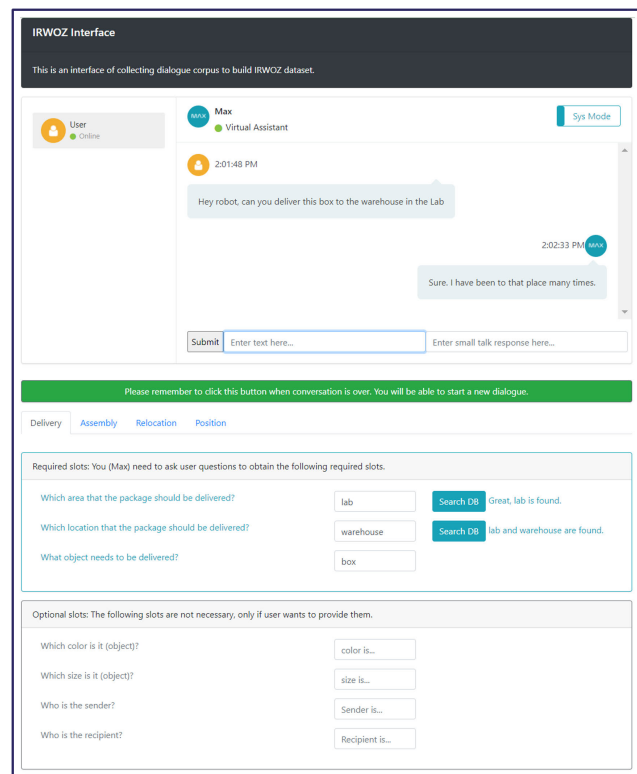 IRWOZ Interface
This is an interface of collecting dialogue corpus to build IRWOZ dataset.
User
Online
MAX
Max
Virtual Assistant
Sys Mode
2:01:48 PM
Hey robot, can you deliver this box to the warehouse in the Lab
2:02:33 PM MAX
Sure. I have been to that place many times.
Submit Enter text here... Enter small talk response here...
Please remember to click this button when conversation is over. You will be able to start a new dialogue.
Delivery Assembly Relocation Position
Required slots: You (Max) need to ask user questions to obtain the following required slots.
Which area that the package should be delivered? lab Search DB Great, lab is found.
Which location that the package should be delivered? warehouse Search DB lab and warehouse are found.
What object needs to be delivered? box
Optional slots: The following slots are not necessary, only if user wants to provide them.
Which color is it (object)? color is...
Which size is it (object)? size is...
Who is the sender? Sender is...
Who is the recipient? Recipient is...